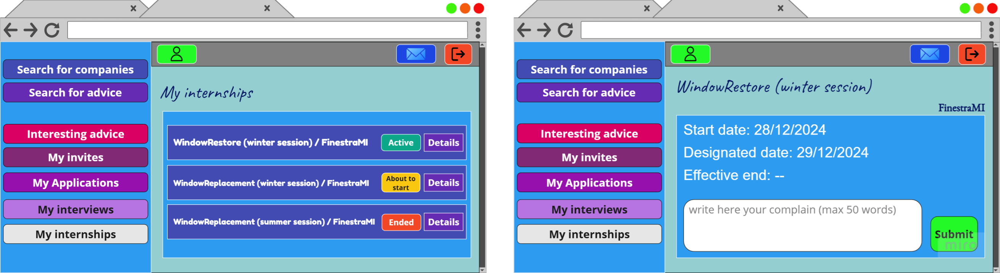 Search for companies
Search for advice
Interesting advice
My invites
My Applications
My interviews
My internships
My internships
WindowRestore (winter session) / FinestraMI
Active
Details
WindowReplacement (winter session) / FinestraMI
About to
start
Details
WindowReplacement (summer session) / FinestraMI
Ended
Details
Search for companies
Search for advice
Interesting advice
My invites
My Applications
My interviews
My internships
WindowRestore (winter session)
FinestraMI
Start date: 28/12/2024
Designated date: 29/12/2024
Effective end: --
write here your complain (max 50 words)
Submit
miro